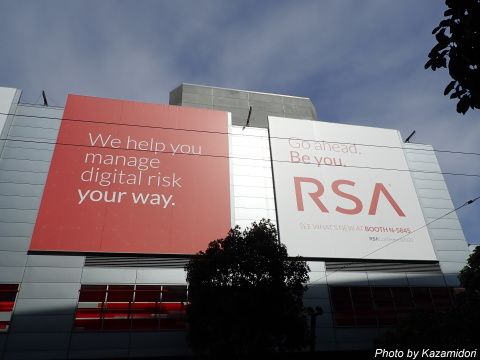 We help you
manage
digital risk
your way.
Go ahead.
Be you.
RSA
SEE WHAT'S NEW AT BOOTH N-5845
Photo by Kazamidori